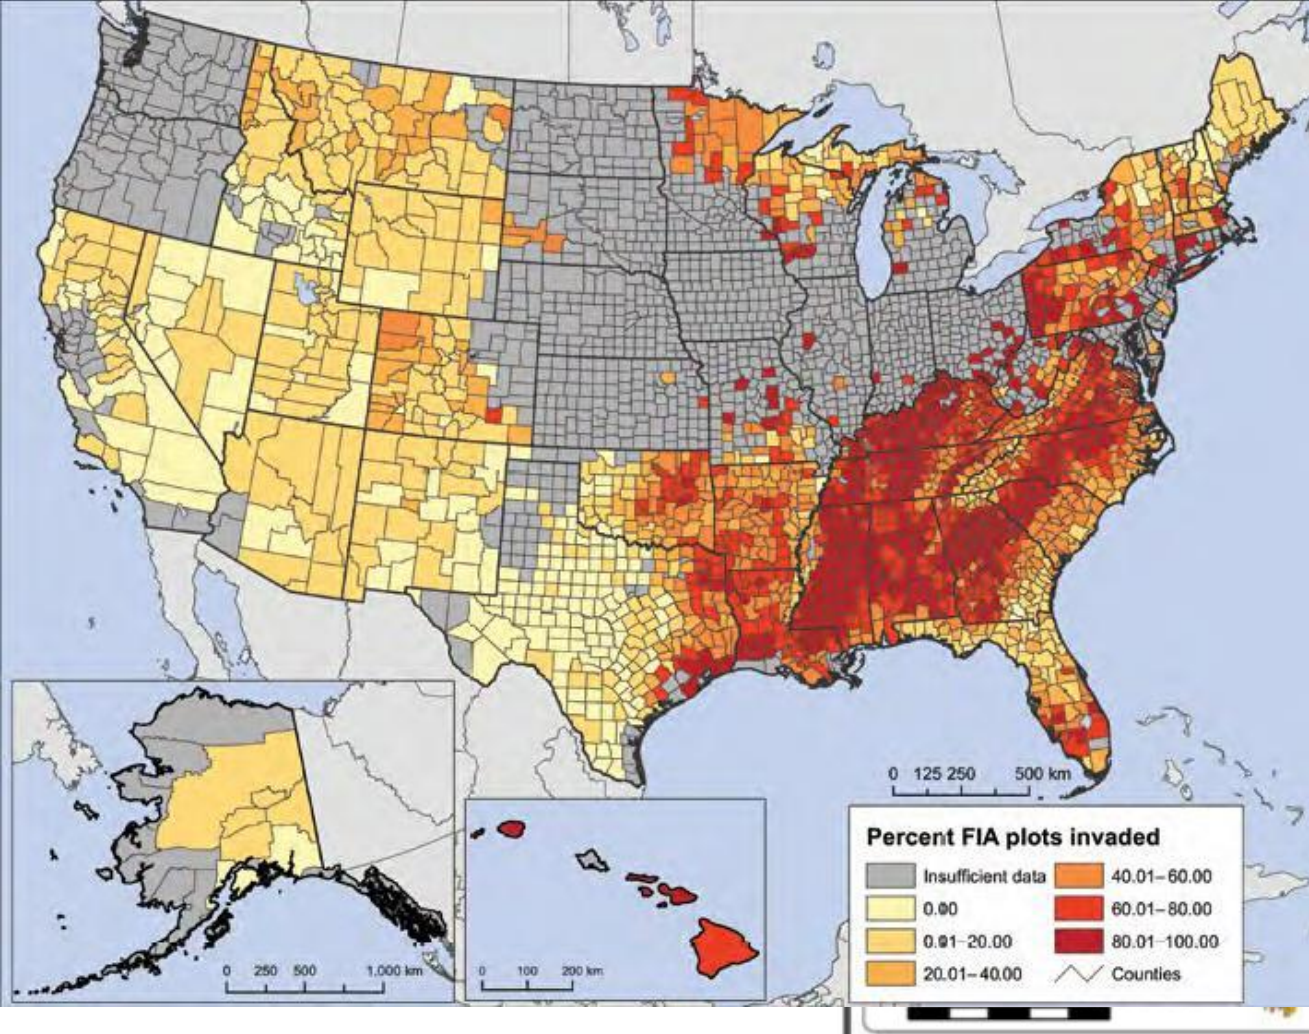 0 125 250 500 km
Percent FIA plots invaded
Insufficient data
0.00
0.01–20.00
20.01–40.00
40.01–60.00
60.01–80.00
80.01–100.00
Counties
0 250 500 1,000 km
0 100 200 km